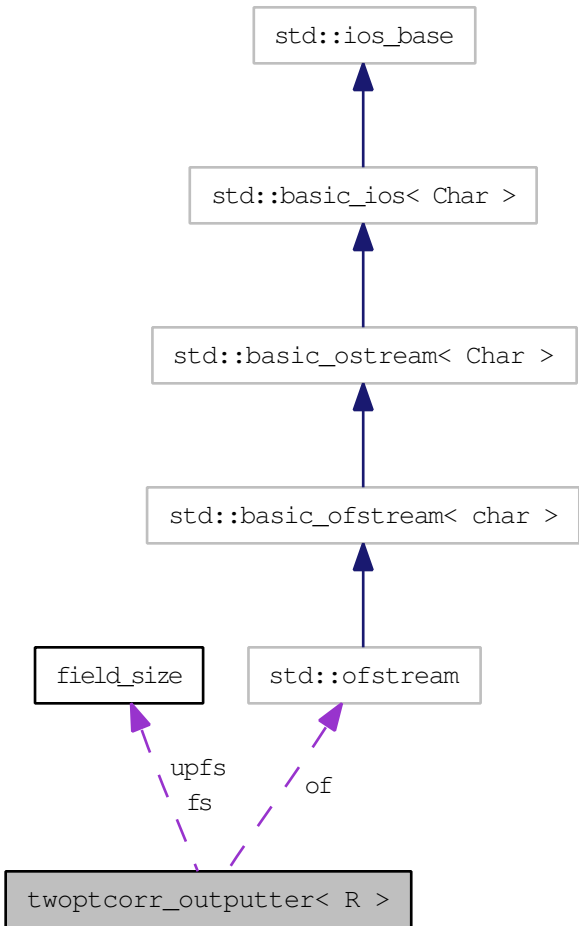 std::ios_base
std::basic_ios< Char >
std::basic_ostream< Char >
std::basic_ofstream< char >
field_size
std::ofstream
upfs
fs
of
twoptcorr_outputter< R >